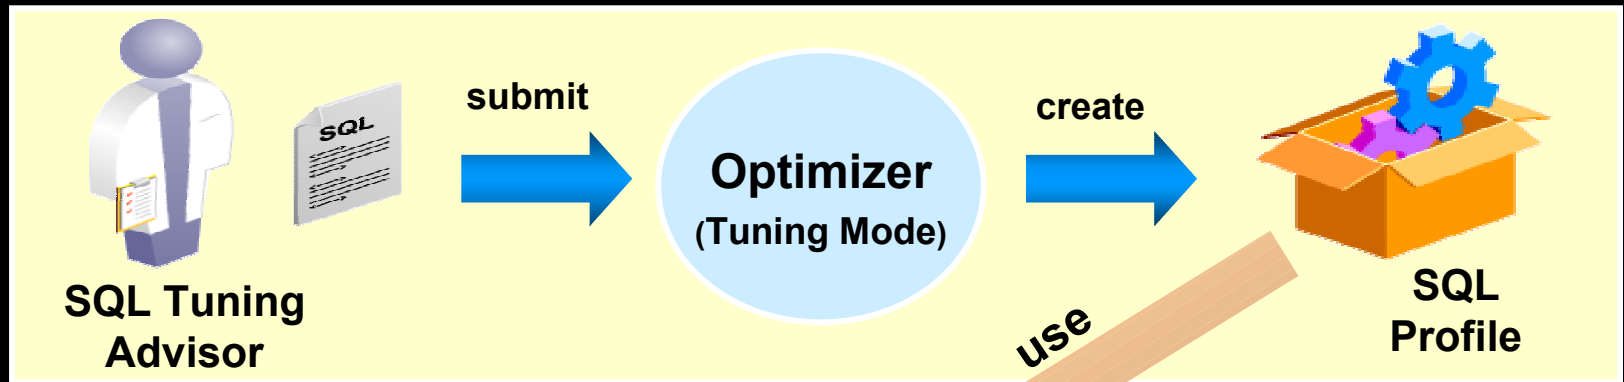 submit
SQL
create
Optimizer
(Tuning Mode)
SQL Tuning
Advisor
use
SQL
Profile